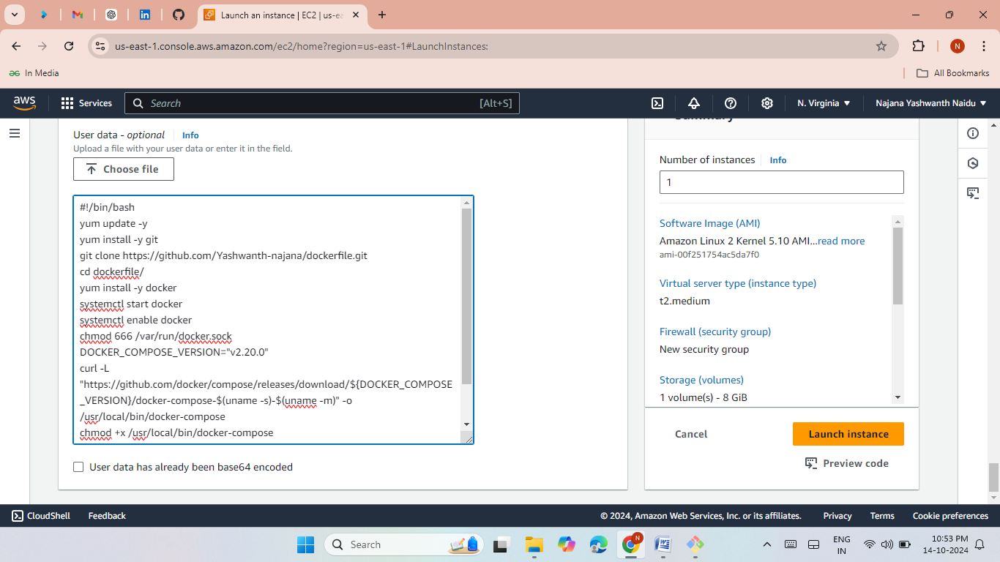 Launch an instance | EC2 | us-ea
us-east-1.console.aws.amazon.com/ec2/home?region=us-east-1#LaunchInstances:
N
In Media
All Bookmarks
aws
Services
Search
[Alt+S]
N. Virginia
Najana Yashwanth Naidu
User data - optional
Info
Upload a file with your user data or enter it in the field.
Choose file
#!/bin/bash
yum update -y
yum install -y git
git clone https://github.com/Yashwanth-najana/dockerfile.git
cd dockerfile/
yum install -y docker
systemctl start docker
systemctl enable docker
chmod 666 /var/run/docker.sock
DOCKER_COMPOSE_VERSION="v2.20.0"
curl -L
"https://github.com/docker/compose/releases/download/${DOCKER_COMPOSE
_VERSION}/docker-compose-$(uname -s)-$(uname -m)" -o
/usr/local/bin/docker-compose
chmod +x /usr/local/bin/docker-compose
User data has already been base64 encoded
Summary
Number of instances
Info
1
Software Image (AMI)
Amazon Linux 2 Kernel 5.10 AMI...read more
ami-00f251754ac5da7f0
Virtual server type (instance type)
t2.medium
Firewall (security group)
New security group
Storage (volumes)
1 volume(s) - 8 GiB
Cancel
Launch instance
Preview code
CloudShell
Feedback
© 2024, Amazon Web Services, Inc. or its affiliates.
Privacy
Terms
Cookie preferences
Search
N
ENG
IN
10:53 PM
14-10-2024